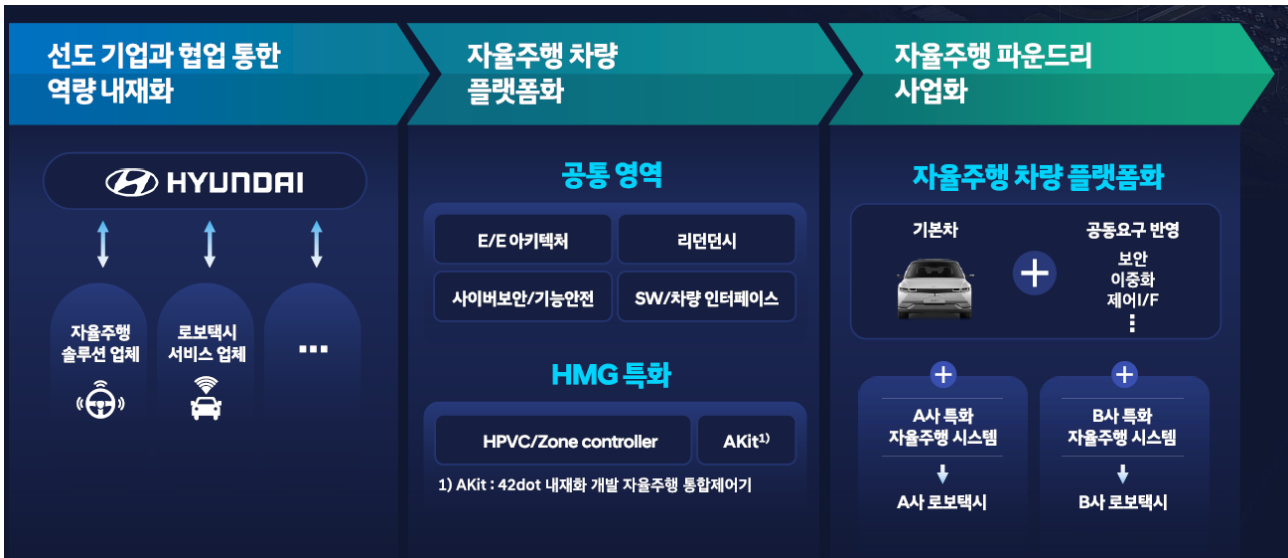 선도 기업과 협업 통한
역량 내재화
HYUNDAI
자율주행
솔루션 업체
로보택시
서비스 업체
...
자율주행 차량
플랫폼화
공통 영역
E/E 아키텍처
리던던시
사이버보안/기능안전
SW/차량 인터페이스
HMG 특화
HPVC/Zone controller
AKit1)
1) AKit : 42dot 내재화 개발 자율주행 통합제어기
자율주행 파운드리
사업화
자율주행 차량 플랫폼화
기본차
+
공동요구 반영
보안
이중화
제어I/F
⋮
+
A사 특화
자율주행 시스템
A사 로보택시
+
B사 특화
자율주행 시스템
B사 로보택시